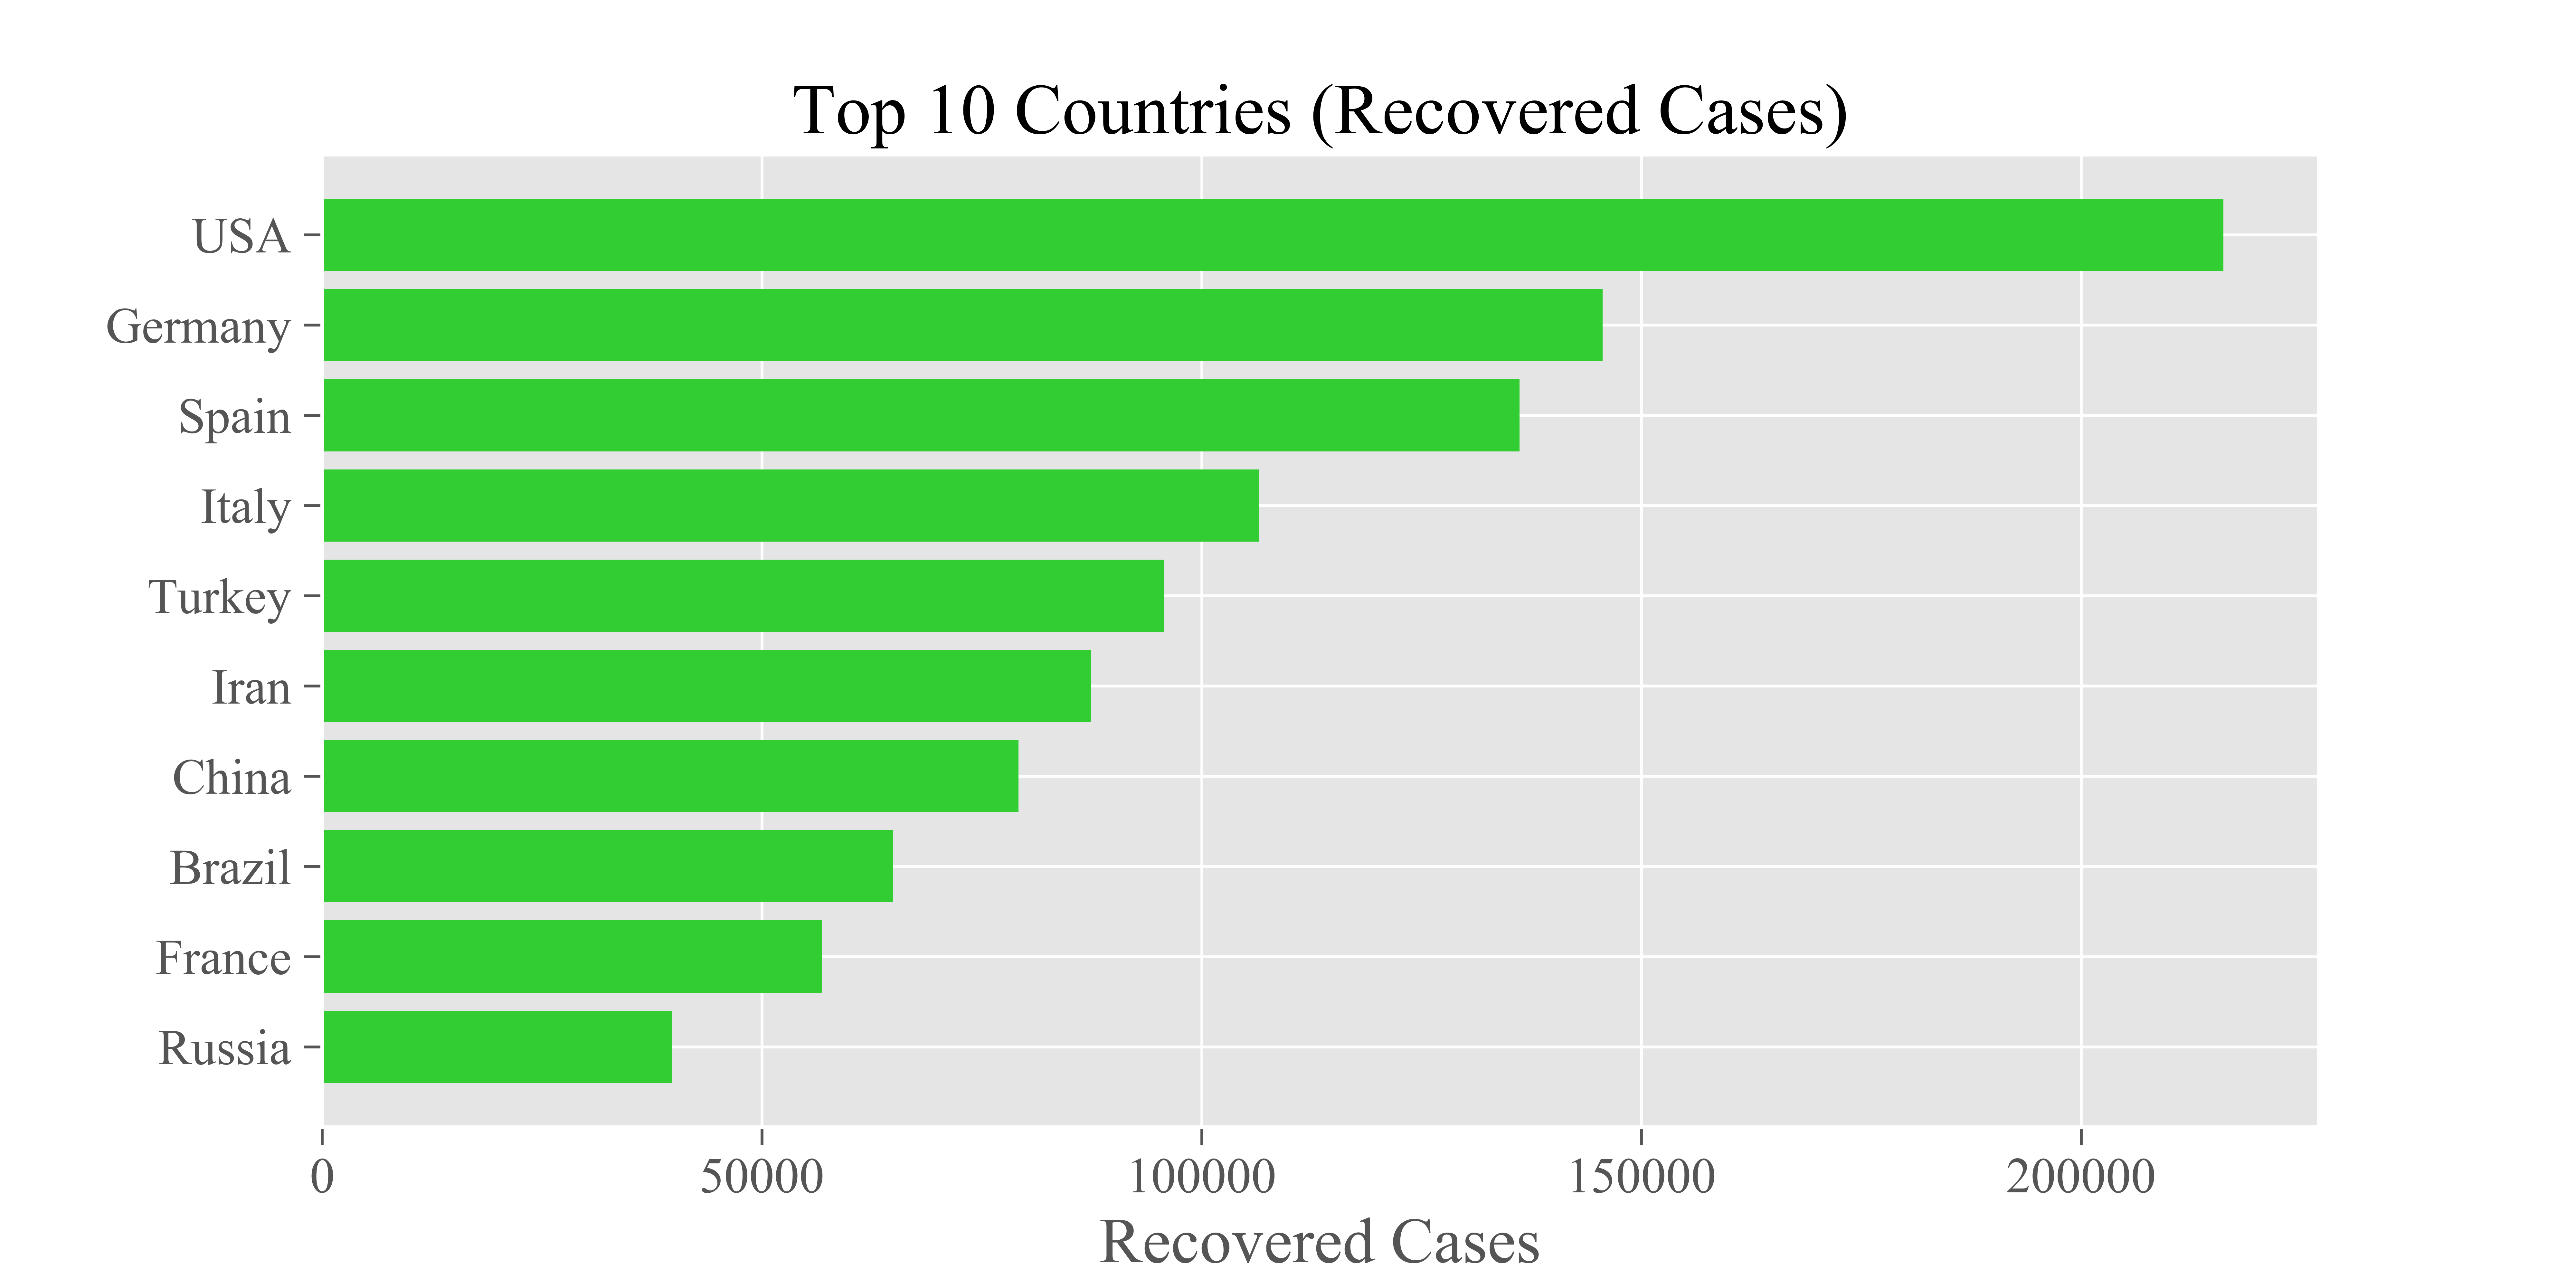 Top 10 Countries (Recovered Cases)
USA
Germany
Spain
Italy
Turkey
Iran
China
Brazil
France
Russia
0 50000 100000 150000 200000
Recovered Cases